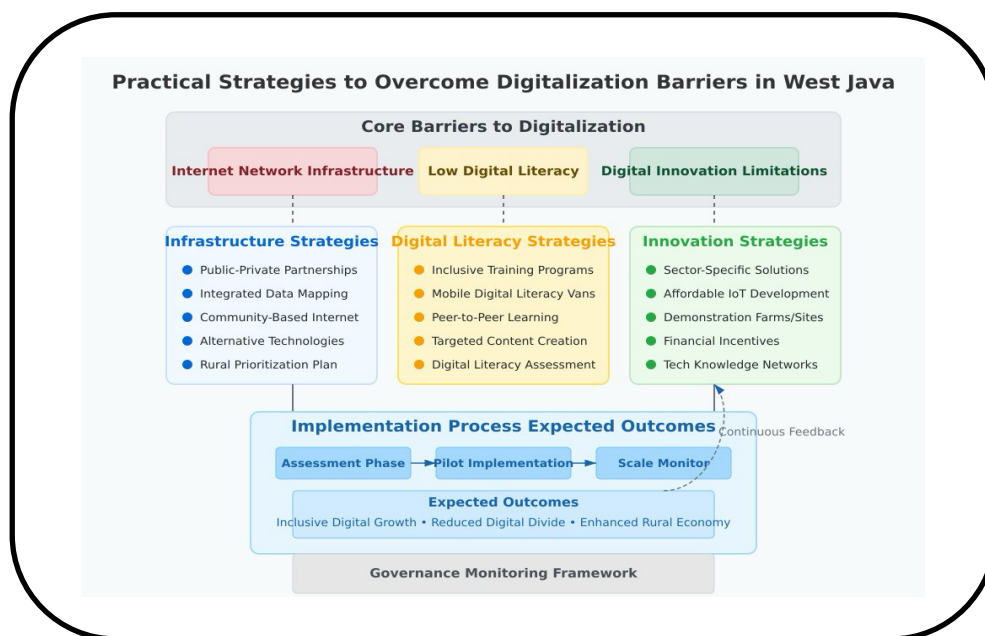 Practical Strategies to Overcome Digitalization Barriers in West Java
Core Barriers to Digitalization
Internet Network Infrastructure
Low Digital Literacy
Digital Innovation Limitations
Infrastructure Strategies
Public-Private Partnerships
Integrated Data Mapping
Community-Based Internet
Alternative Technologies
Rural Prioritization Plan
Digital Literacy Strategies
Inclusive Training Programs
Mobile Digital Literacy Vans
Peer-to-Peer Learning
Targeted Content Creation
Digital Literacy Assessment
Innovation Strategies
Sector-Specific Solutions
Affordable IoT Development
Demonstration Farms/Sites
Financial Incentives
Tech Knowledge Networks
Implementation Process Expected Outcomes
Continuous Feedback
Assessment Phase
Pilot Implementation
Scale Monitor
Expected Outcomes
Inclusive Digital Growth • Reduced Digital Divide • Enhanced Rural Economy
Governance Monitoring Framework